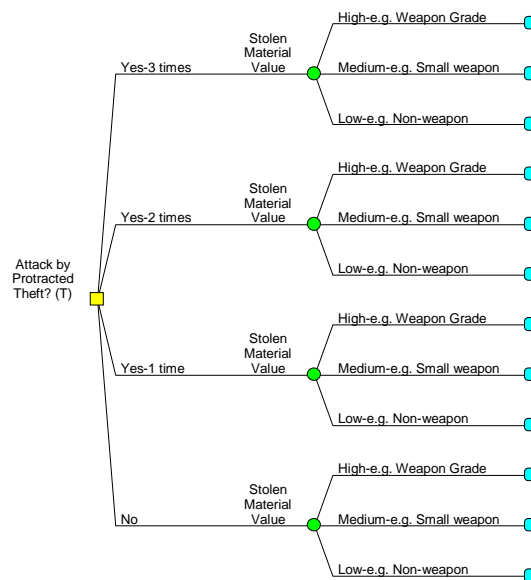 Attack by
Protracted
Theft? (T)
Yes-3 times
Stolen
Material
Value
High-e.g. Weapon Grade
Medium-e.g. Small weapon
Low-e.g. Non-weapon
Yes-2 times
Stolen
Material
Value
High-e.g. Weapon Grade
Medium-e.g. Small weapon
Low-e.g. Non-weapon
Yes-1 time
Stolen
Material
Value
High-e.g. Weapon Grade
Medium-e.g. Small weapon
Low-e.g. Non-weapon
No
Stolen
Material
Value
High-e.g. Weapon Grade
Medium-e.g. Small weapon
Low-e.g. Non-weapon